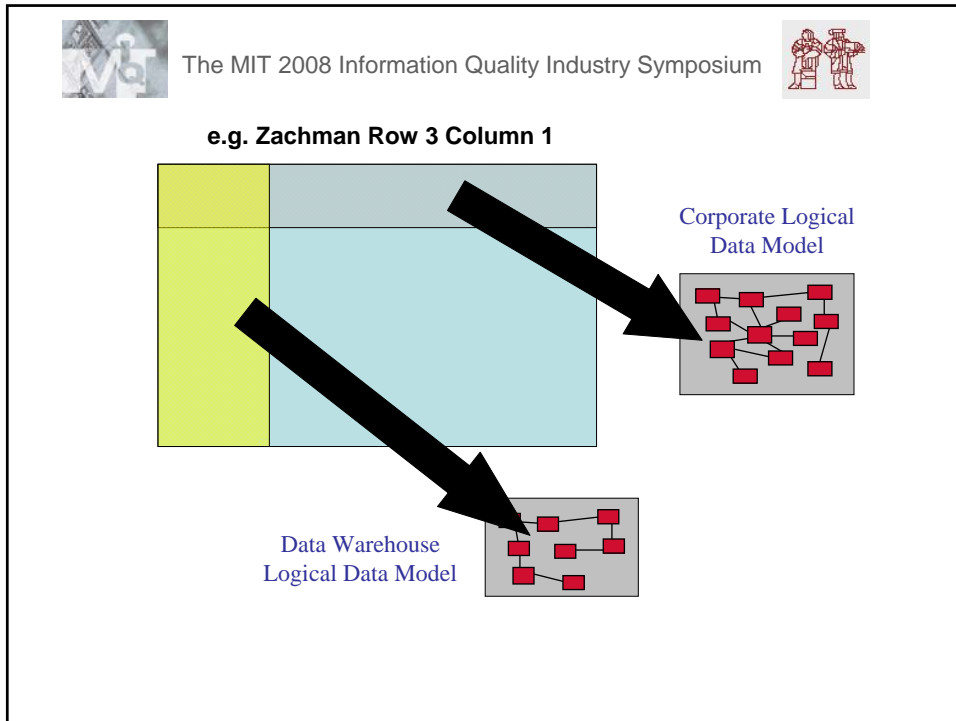 The MIT 2008 Information Quality Industry Symposium
e.g. Zachman Row 3 Column 1
Corporate Logical
Data Model
Data Warehouse
Logical Data Model